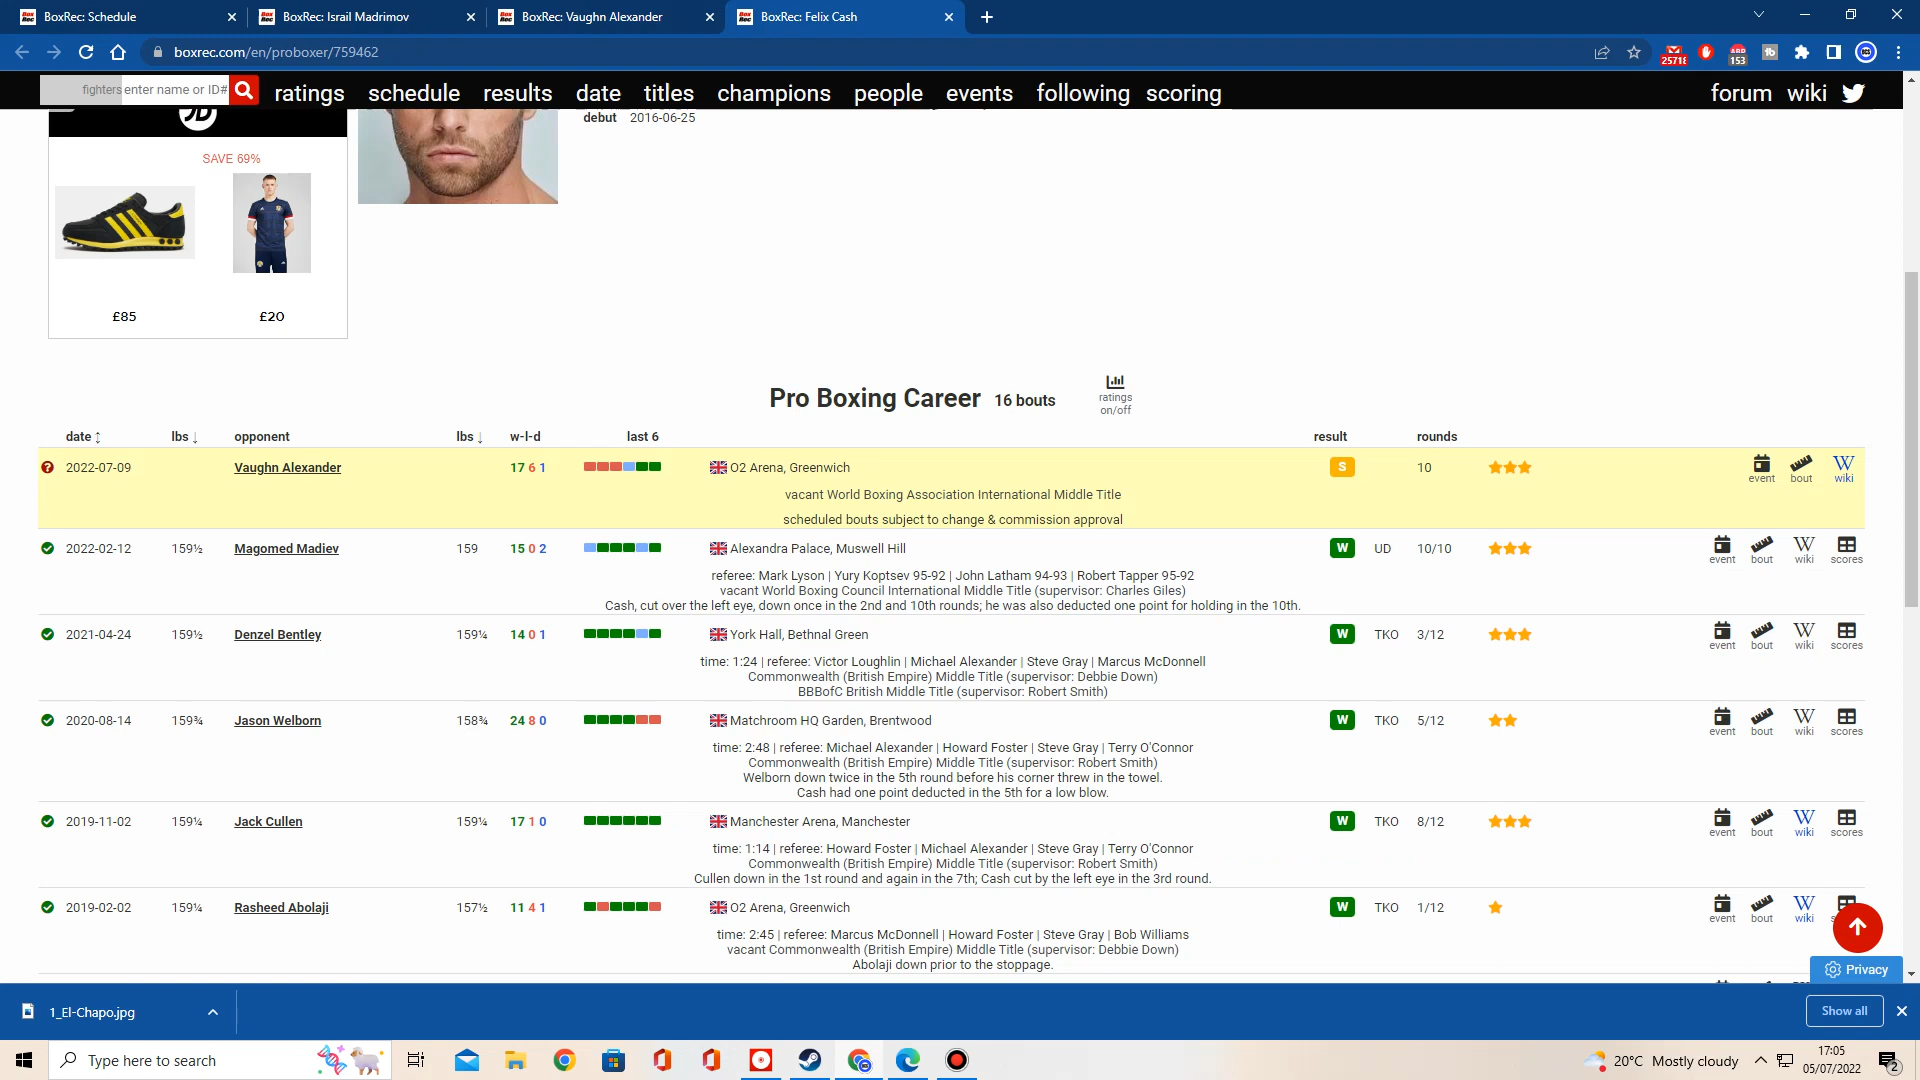 BoxRec: Schedule
BoxRec: Israil Madrimov
BoxRec: Vaughn Alexander
BoxRec: Felix Cash
boxrec.com/en/proboxer/759462
25718
ABP
153
fighters enter name or ID#
ratings schedule results date titles champions people events following scoring
forum wiki
debut 2016-06-25
JD
SAVE 69%
£85 £20
Pro Boxing Career 16 bouts
ratings
on/off
date lbs opponent lbs w-l-d last 6 result rounds
2022-07-09 Vaughn Alexander 17 6 1 O2 Arena, Greenwich S 10 event bout wiki
vacant World Boxing Association International Middle Title
scheduled bouts subject to change & commission approval
2022-02-12 159½ Magomed Madiev 159 15 0 2 Alexandra Palace, Muswell Hill W UD 10/10 event bout wiki scores
referee: Mark Lyson | Yury Koptsev 95-92 | John Latham 94-93 | Robert Tapper 95-92
vacant World Boxing Council International Middle Title (supervisor: Charles Giles)
Cash, cut over the left eye, down once in the 2nd and 10th rounds; he was also deducted one point for holding in the 10th.
2021-04-24 159½ Denzel Bentley 159¼ 14 0 1 York Hall, Bethnal Green W TKO 3/12 event bout wiki scores
time: 1:24 | referee: Victor Loughlin | Michael Alexander | Steve Gray | Marcus McDonnell
Commonwealth (British Empire) Middle Title (supervisor: Debbie Down)
BBBofC British Middle Title (supervisor: Robert Smith)
2020-08-14 159¾ Jason Welborn 158¾ 24 8 0 Matchroom HQ Garden, Brentwood W TKO 5/12 event bout wiki scores
time: 2:48 | referee: Michael Alexander | Howard Foster | Steve Gray | Terry O'Connor
Commonwealth (British Empire) Middle Title (supervisor: Robert Smith)
Welborn down twice in the 5th round before his corner threw in the towel.
Cash had one point deducted in the 5th for a low blow.
2019-11-02 159¼ Jack Cullen 159¼ 17 1 0 Manchester Arena, Manchester W TKO 8/12 event bout wiki scores
time: 1:14 | referee: Howard Foster | Michael Alexander | Steve Gray | Terry O'Connor
Commonwealth (British Empire) Middle Title (supervisor: Robert Smith)
Cullen down in the 1st round and again in the 7th; Cash cut by the left eye in the 3rd round.
2019-02-02 159¼ Rasheed Abolaji 157½ 11 4 1 O2 Arena, Greenwich W TKO 1/12 event bout wiki
time: 2:45 | referee: Marcus McDonnell | Howard Foster | Steve Gray | Bob Williams
vacant Commonwealth (British Empire) Middle Title (supervisor: Debbie Down)
Abolaji down prior to the stoppage.
Privacy
1_El-Chapo.jpg
Show all
Type here to search
20°C Mostly cloudy
17:05
05/07/2022
2